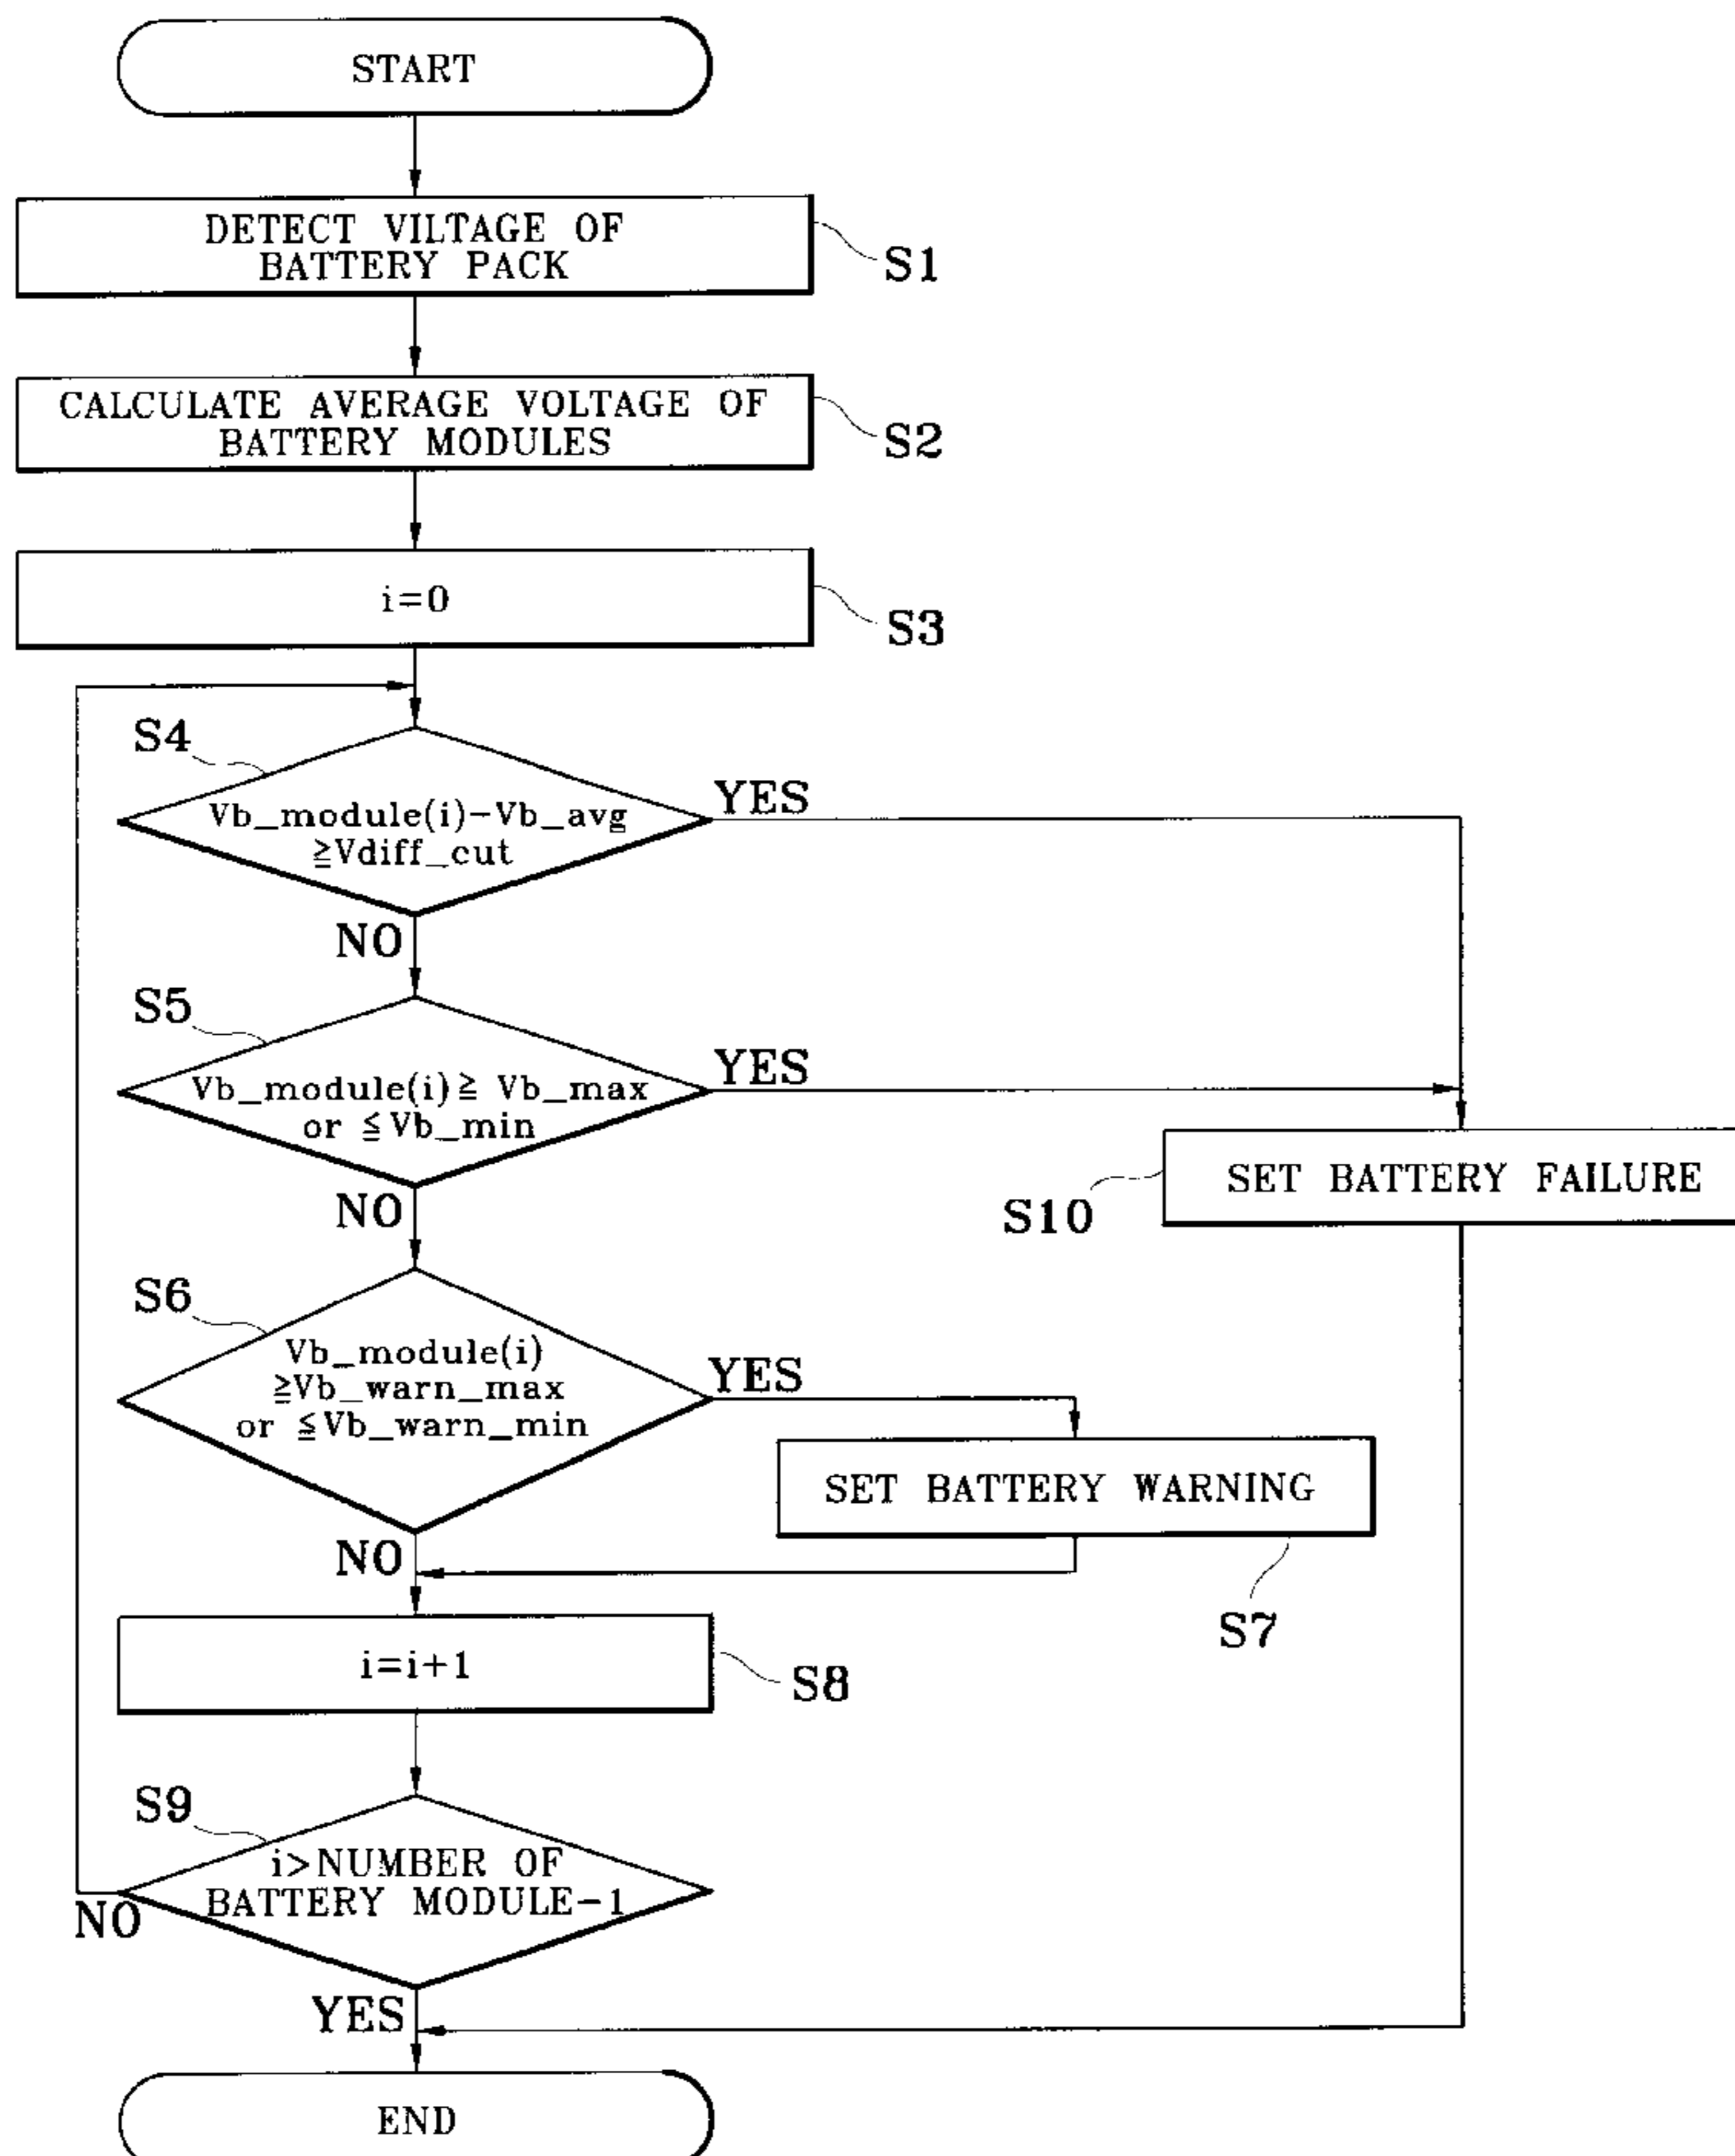 START
DETECT VILTAGE OF
BATTERY PACK
S1
CALCULATE AVERAGE VOLTAGE OF
BATTERY MODULES
S2
i=0
S3
S4
Vb_module(i)-Vb_avg
≧Vdiff_cut
YES
NO
S5
Vb_module(i)≧ Vb_max
or ≦Vb_min
YES
NO
S10
SET BATTERY FAILURE
S6
Vb_module(i)
≧Vb_warn_max
or ≦Vb_warn_min
YES
NO
SET BATTERY WARNING
S7
i=i+1
S8
S9
i>NUMBER OF
BATTERY MODULE-1
NO
YES
END